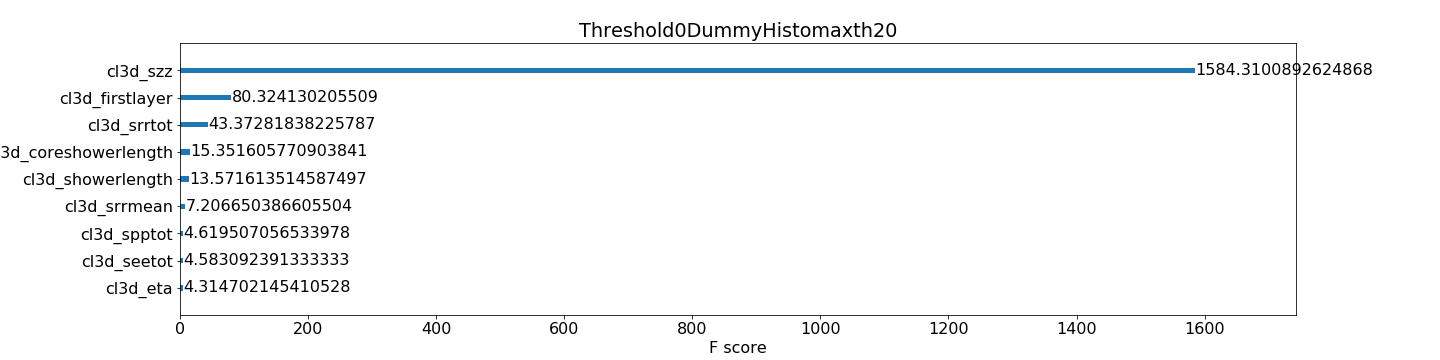 Threshold0DummyHistomaxth20
cl3d_szz 1584.3100892624868
cl3d_firstlayer 80.324130205509
cl3d_srrtot 43.37281838225787
3d_coreshowerlength 15.351605770903841
cl3d_showerlength 13.571613514587497
cl3d_srrmean 7.206650386605504
cl3d_spptot 4.619507056533978
cl3d_seetot 4.583092391333333
cl3d_eta 4.314702145410528
0 200 400 600 800 1000 1200 1400 1600
F score